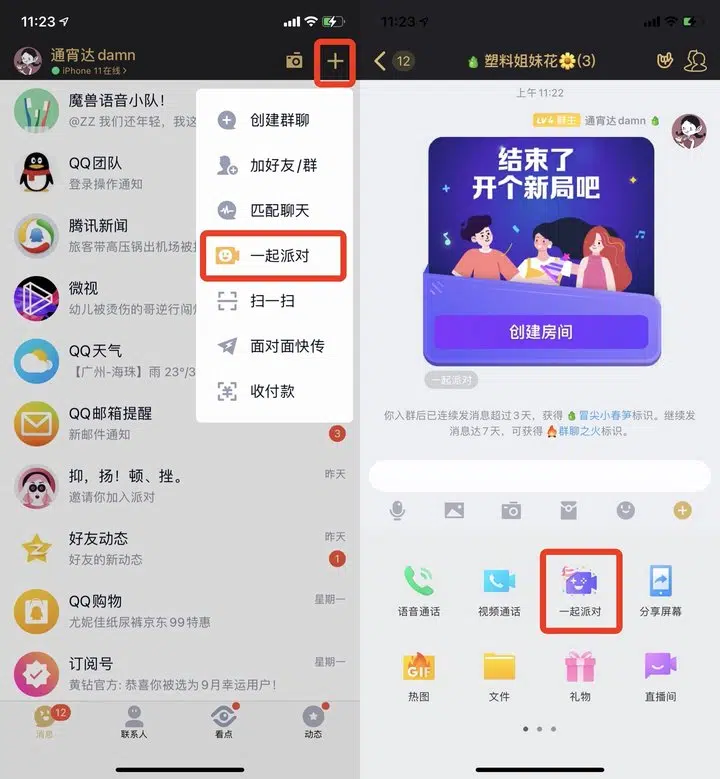 11:23
通宵达damn
iPhone 11在线>
魔兽语音小队！
@ZZ 我们还年轻，我这
QQ团队
登录操作通知
腾讯新闻
旅客带高压锅出机场被
微视
幼儿被烫伤的哥逆行闯
QQ天气
【广州-海珠】雨 23°/3
QQ邮箱提醒
新邮件通知
3
抑，扬！顿、挫。
昨天
邀请你加入派对
好友动态
昨天
好友的新动态
1
QQ购物
星期一
尤妮佳纸尿裤京东99特惠
订阅号
星期一
黄钻官方: 恭喜你被选为9月幸运用户！
创建群聊
加好友/群
匹配聊天
一起派对
扫一扫
面对面快传
收付款
12
消息
联系人
看点
动态
11:23
12
塑料姐妹花🌼(3)
上午 11:22
LV4 群主 通宵达damn
结束了
开个新局吧
创建房间
一起派对
你入群后已连续发消息超过3天，获得 冒尖小春笋标识。继续发
消息达7天，可获得 群聊之火标识。
语音通话
视频通话
一起派对
分享屏幕
GIF
热图
文件
礼物
直播间